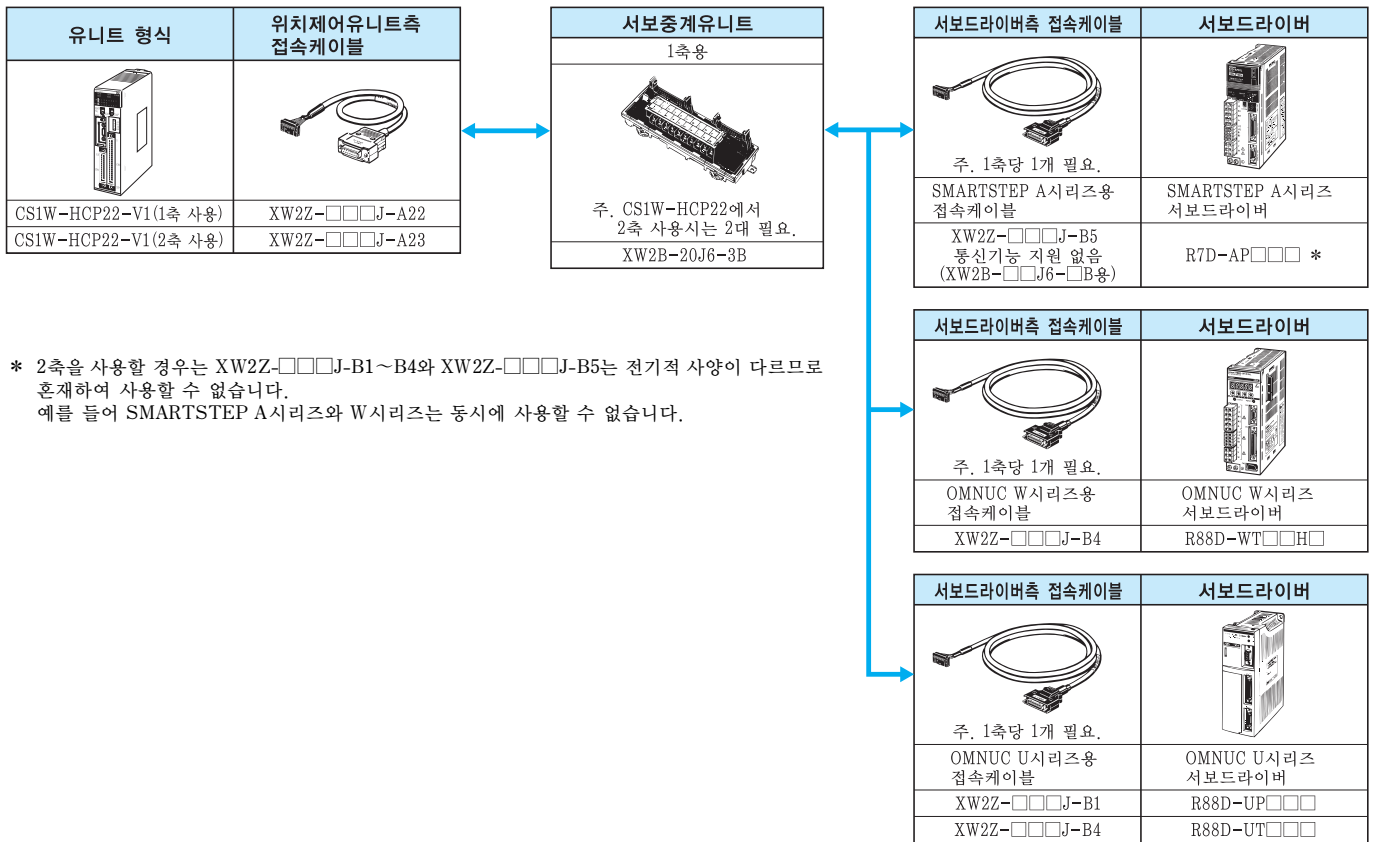 유니트 형식
위치제어유니트측
접속케이블
CS1W-HCP22-V1(1축 사용)
XW2Z-□□□J-A22
CS1W-HCP22-V1(2축 사용)
XW2Z-□□□J-A23
서보중계유니트
1축용
주. CS1W-HCP22에서
2축 사용시는 2대 필요.
XW2B-20J6-3B
서보드라이버측 접속케이블
서보드라이버
주. 1축당 1개 필요.
SMARTSTEP A시리즈용
접속케이블
SMARTSTEP A시리즈
서보드라이버
XW2Z-□□□J-B5
통신기능 지원 없음
(XW2B-□□J6-□B용)
R7D-AP□□□ *
* 2축을 사용할 경우는 XW2Z-□□□J-B1~B4와 XW2Z-□□□J-B5는 전기적 사양이 다르므로
혼재하여 사용할 수 없습니다.
예를 들어 SMARTSTEP A시리즈와 W시리즈는 동시에 사용할 수 없습니다.
서보드라이버측 접속케이블
서보드라이버
주. 1축당 1개 필요.
OMNUC W시리즈용
접속케이블
OMNUC W시리즈
서보드라이버
XW2Z-□□□J-B4
R88D-WT□□H□
서보드라이버측 접속케이블
서보드라이버
주. 1축당 1개 필요.
OMNUC U시리즈용
접속케이블
OMNUC U시리즈
서보드라이버
XW2Z-□□□J-B1
R88D-UP□□□
XW2Z-□□□J-B4
R88D-UT□□□